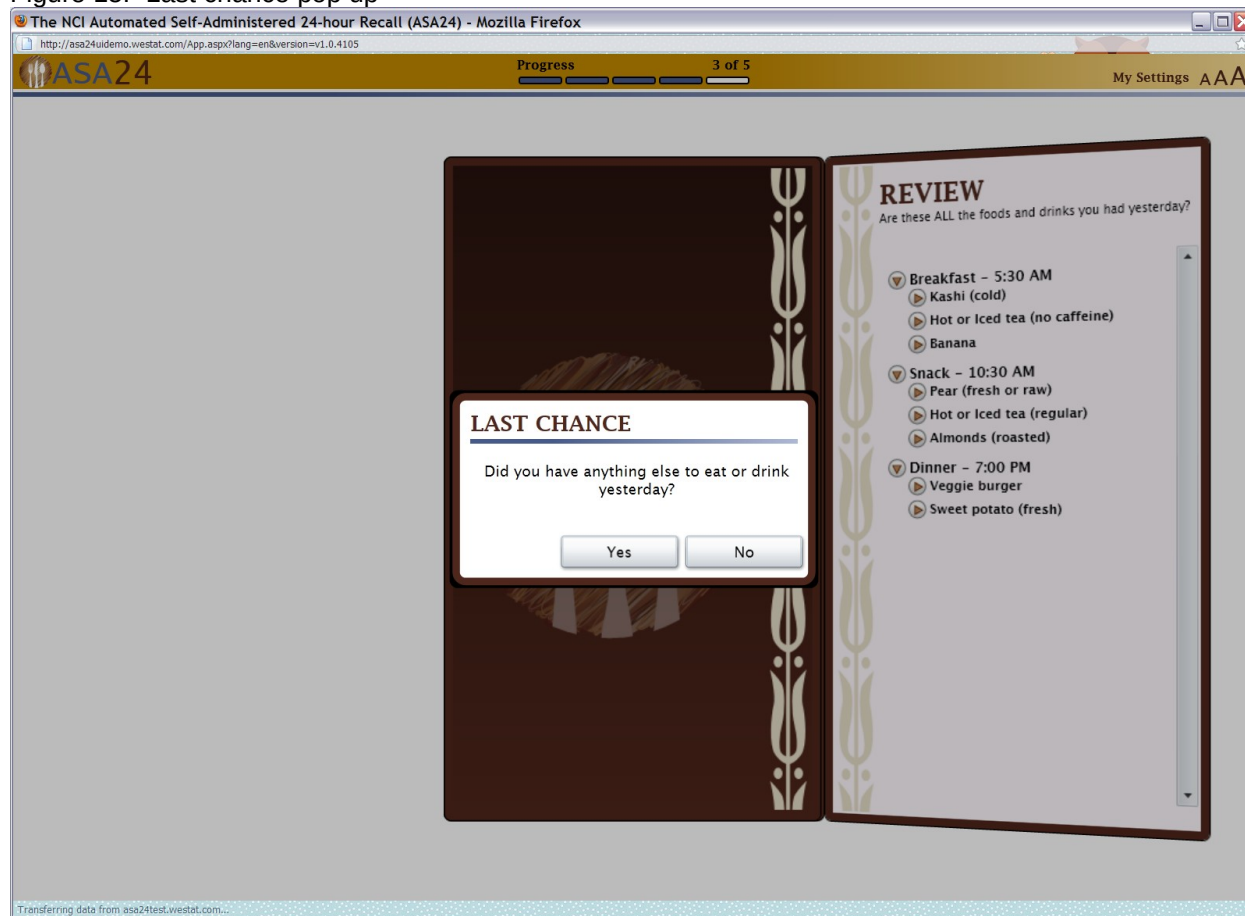 The NCI Automated Self-Administered 24-hour Recall (ASA24) - Mozilla Firefox
http://asa24uidemo.westat.com/App.aspx?lang=en&version=v1.0.4105
ASA24
Progress 3 of 5
My Settings A A A
REVIEW
Are these ALL the foods and drinks you had yesterday?
Breakfast – 5:30 AM
Kashi (cold)
Hot or Iced tea (no caffeine)
Banana
Snack – 10:30 AM
Pear (fresh or raw)
Hot or Iced tea (regular)
Almonds (roasted)
Dinner – 7:00 PM
Veggie burger
Sweet potato (fresh)
LAST CHANCE
Did you have anything else to eat or drink
yesterday?
Yes No
Transferring data from asa24test.westat.com...